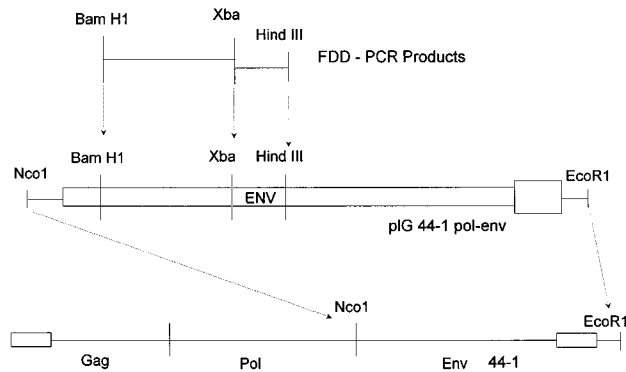 Bam H1
Xba
Hind III
FDD - PCR Products
Bam H1
Xba
Hind III
Nco1
EcoR1
ENV
pIG 44-1 pol-env
Nco1
EcoR1
Gag
Pol
Env
44-1